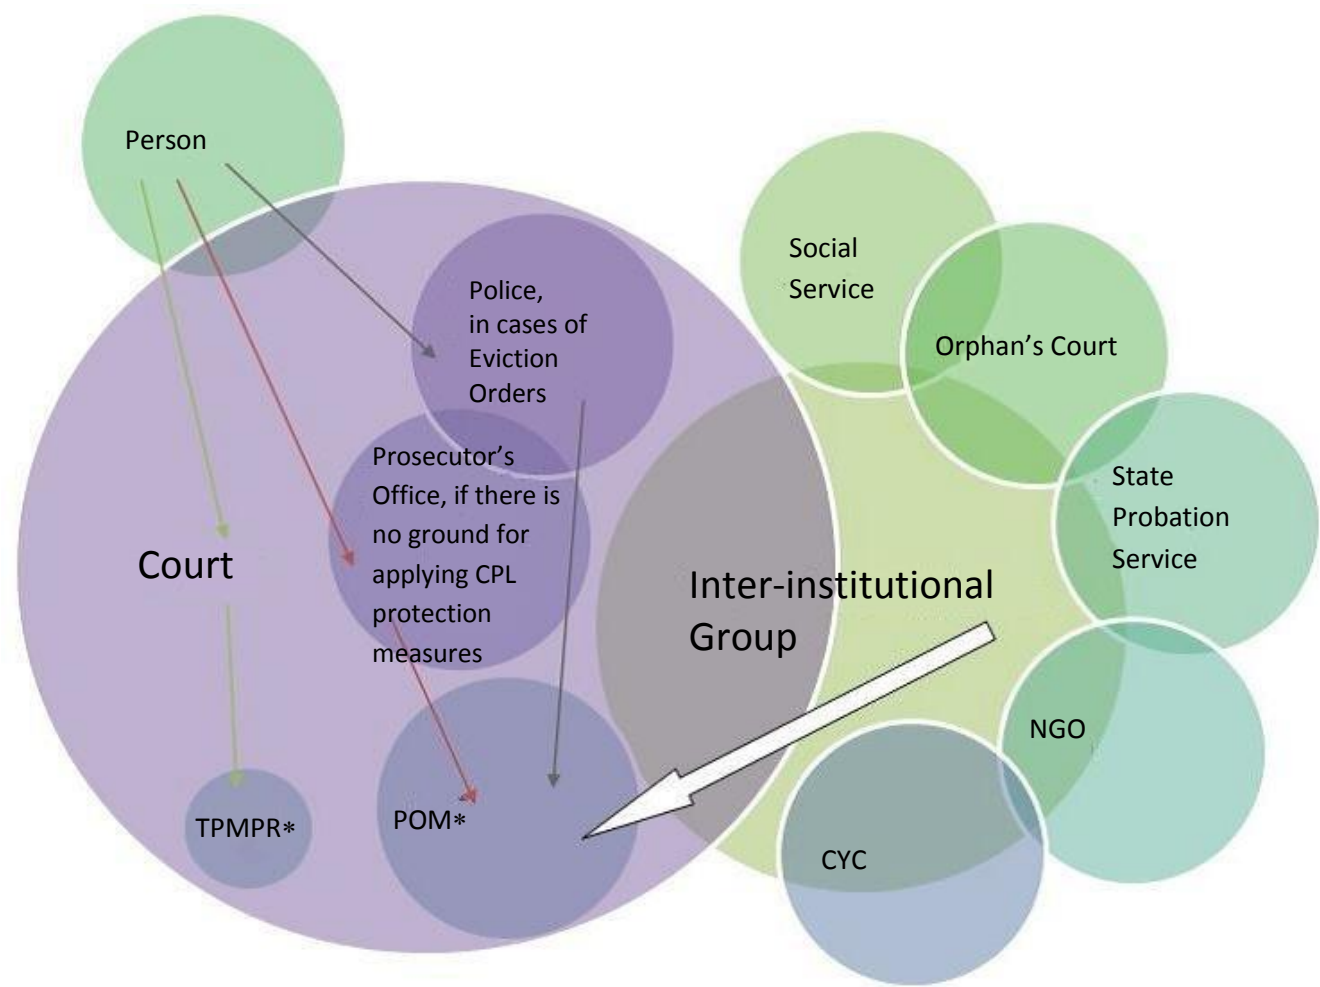 Person
Police,
in cases of
Eviction
Orders
Prosecutor's
Office, if there is
no ground for
applying CPL
protection
measures
Court
TPMPR*
POM*
Inter-institutional
Group
Social
Service
Orphan's Court
State
Probation
Service
NGO
CYC